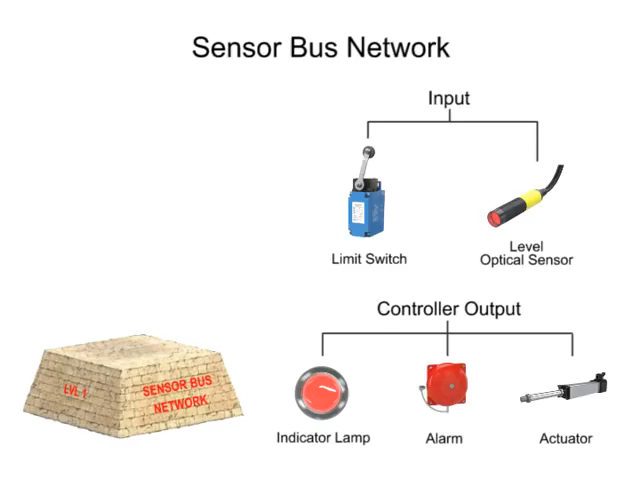 Sensor Bus Network
Input
Limit Switch
Level
Optical Sensor
Controller Output
LVL 1
SENSOR BUS
NETWORK
Indicator Lamp
Alarm
Actuator